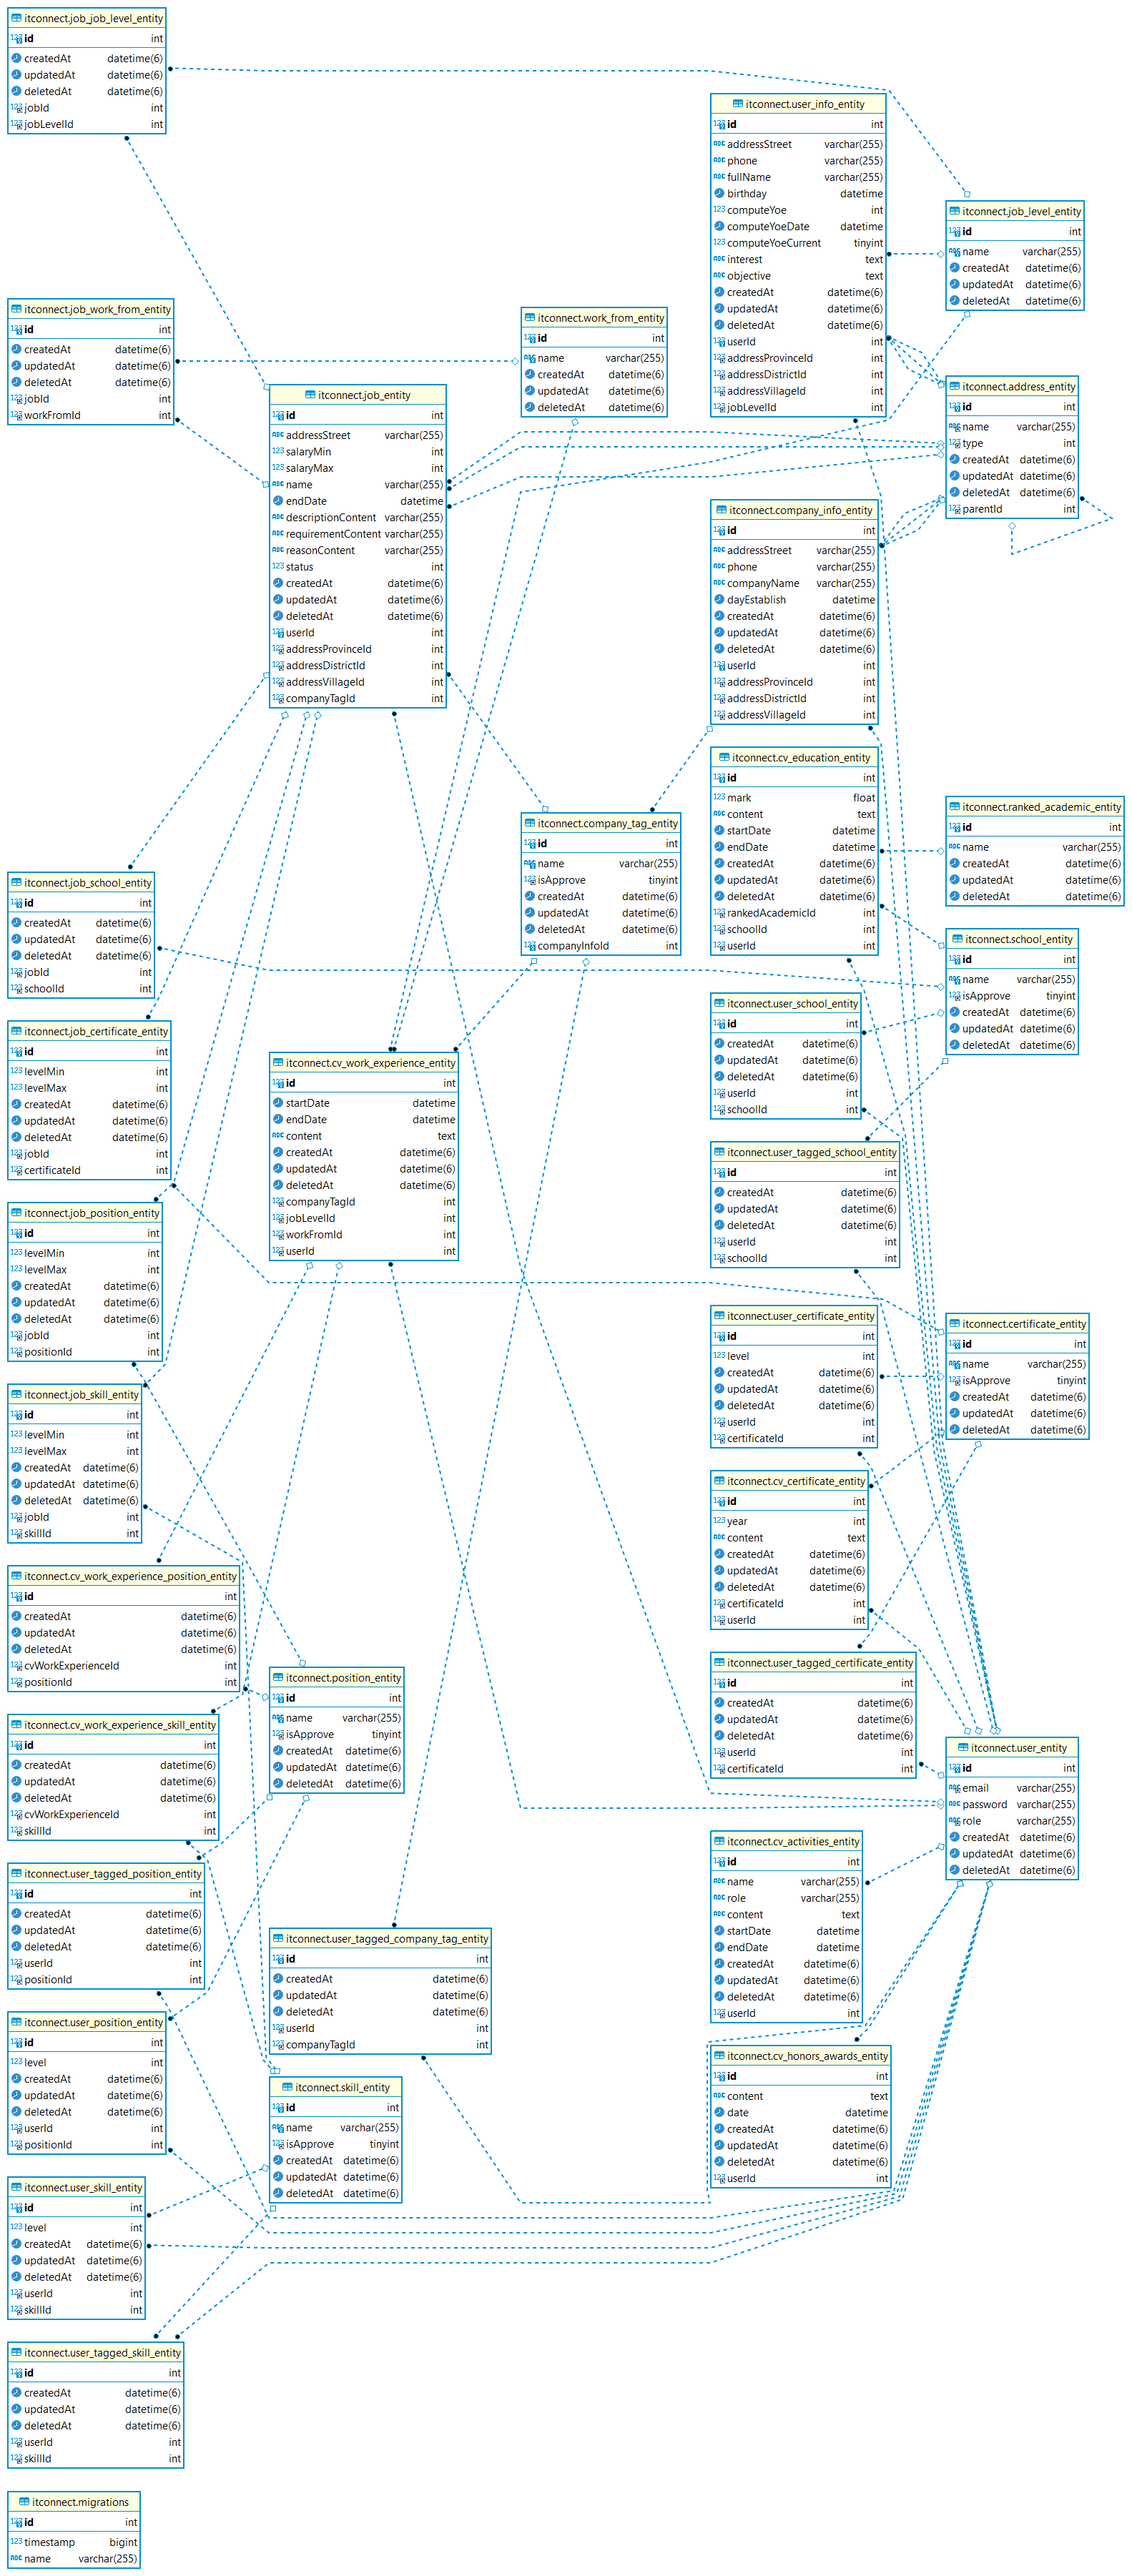 itconnect.job_job_level_entity
id int
createdAt datetime(6)
updatedAt datetime(6)
deletedAt datetime(6)
jobId int
jobLevelId int
itconnect.user_info_entity
id int
addressStreet varchar(255)
phone varchar(255)
fullName varchar(255)
birthday datetime
computeYoe int
computeYoeDate datetime
computeYoeCurrent tinyint
interest text
objective text
createdAt datetime(6)
updatedAt datetime(6)
deletedAt datetime(6)
userId int
addressProvinceId int
addressDistrictId int
addressVillageId int
jobLevelId int
itconnect.job_level_entity
id int
name varchar(255)
createdAt datetime(6)
updatedAt datetime(6)
deletedAt datetime(6)
itconnect.job_work_from_entity
id int
createdAt datetime(6)
updatedAt datetime(6)
deletedAt datetime(6)
jobId int
workFromId int
itconnect.work_from_entity
id int
name varchar(255)
createdAt datetime(6)
updatedAt datetime(6)
deletedAt datetime(6)
itconnect.address_entity
id int
name varchar(255)
type int
createdAt datetime(6)
updatedAt datetime(6)
deletedAt datetime(6)
parentId int
itconnect.job_entity
id int
addressStreet varchar(255)
salaryMin int
salaryMax int
name varchar(255)
endDate datetime
descriptionContent varchar(255)
requirementContent varchar(255)
reasonContent varchar(255)
status int
createdAt datetime(6)
updatedAt datetime(6)
deletedAt datetime(6)
userId int
addressProvinceId int
addressDistrictId int
addressVillageId int
companyTagId int
itconnect.company_info_entity
id int
addressStreet varchar(255)
phone varchar(255)
companyName varchar(255)
dayEstablish datetime
createdAt datetime(6)
updatedAt datetime(6)
deletedAt datetime(6)
userId int
addressProvinceId int
addressDistrictId int
addressVillageId int
itconnect.cv_education_entity
id int
mark float
content text
startDate datetime
endDate datetime
createdAt datetime(6)
updatedAt datetime(6)
deletedAt datetime(6)
rankedAcademicId int
schoolId int
userId int
itconnect.ranked_academic_entity
id int
name varchar(255)
createdAt datetime(6)
updatedAt datetime(6)
deletedAt datetime(6)
itconnect.company_tag_entity
id int
name varchar(255)
isApprove tinyint
createdAt datetime(6)
updatedAt datetime(6)
deletedAt datetime(6)
companyInfoId int
itconnect.job_school_entity
id int
createdAt datetime(6)
updatedAt datetime(6)
deletedAt datetime(6)
jobId int
schoolId int
itconnect.school_entity
id int
name varchar(255)
isApprove tinyint
createdAt datetime(6)
updatedAt datetime(6)
deletedAt datetime(6)
itconnect.user_school_entity
id int
createdAt datetime(6)
updatedAt datetime(6)
deletedAt datetime(6)
userId int
schoolId int
itconnect.job_certificate_entity
id int
levelMin int
levelMax int
createdAt datetime(6)
updatedAt datetime(6)
deletedAt datetime(6)
jobId int
certificateId int
itconnect.cv_work_experience_entity
id int
startDate datetime
endDate datetime
content text
createdAt datetime(6)
updatedAt datetime(6)
deletedAt datetime(6)
companyTagId int
jobLevelId int
workFromId int
userId int
itconnect.user_tagged_school_entity
id int
createdAt datetime(6)
updatedAt datetime(6)
deletedAt datetime(6)
userId int
schoolId int
itconnect.job_position_entity
id int
levelMin int
levelMax int
createdAt datetime(6)
updatedAt datetime(6)
deletedAt datetime(6)
jobId int
positionId int
itconnect.user_certificate_entity
id int
level int
createdAt datetime(6)
updatedAt datetime(6)
deletedAt datetime(6)
userId int
certificateId int
itconnect.certificate_entity
id int
name varchar(255)
isApprove tinyint
createdAt datetime(6)
updatedAt datetime(6)
deletedAt datetime(6)
itconnect.job_skill_entity
id int
levelMin int
levelMax int
createdAt datetime(6)
updatedAt datetime(6)
deletedAt datetime(6)
jobId int
skillId int
itconnect.cv_certificate_entity
id int
year int
content text
createdAt datetime(6)
updatedAt datetime(6)
deletedAt datetime(6)
certificateId int
userId int
itconnect.cv_work_experience_position_entity
id int
createdAt datetime(6)
updatedAt datetime(6)
deletedAt datetime(6)
cvWorkExperienceId int
positionId int
itconnect.position_entity
id int
name varchar(255)
isApprove tinyint
createdAt datetime(6)
updatedAt datetime(6)
deletedAt datetime(6)
itconnect.user_tagged_certificate_entity
id int
createdAt datetime(6)
updatedAt datetime(6)
deletedAt datetime(6)
userId int
certificateId int
itconnect.cv_work_experience_skill_entity
id int
createdAt datetime(6)
updatedAt datetime(6)
deletedAt datetime(6)
cvWorkExperienceId int
skillId int
itconnect.user_entity
id int
email varchar(255)
password varchar(255)
role varchar(255)
createdAt datetime(6)
updatedAt datetime(6)
deletedAt datetime(6)
itconnect.cv_activities_entity
id int
name varchar(255)
role varchar(255)
content text
startDate datetime
endDate datetime
createdAt datetime(6)
updatedAt datetime(6)
deletedAt datetime(6)
userId int
itconnect.user_tagged_position_entity
id int
createdAt datetime(6)
updatedAt datetime(6)
deletedAt datetime(6)
userId int
positionId int
itconnect.user_tagged_company_tag_entity
id int
createdAt datetime(6)
updatedAt datetime(6)
deletedAt datetime(6)
userId int
companyTagId int
itconnect.user_position_entity
id int
level int
createdAt datetime(6)
updatedAt datetime(6)
deletedAt datetime(6)
userId int
positionId int
itconnect.cv_honors_awards_entity
id int
content text
date datetime
createdAt datetime(6)
updatedAt datetime(6)
deletedAt datetime(6)
userId int
itconnect.skill_entity
id int
name varchar(255)
isApprove tinyint
createdAt datetime(6)
updatedAt datetime(6)
deletedAt datetime(6)
itconnect.user_skill_entity
id int
level int
createdAt datetime(6)
updatedAt datetime(6)
deletedAt datetime(6)
userId int
skillId int
itconnect.user_tagged_skill_entity
id int
createdAt datetime(6)
updatedAt datetime(6)
deletedAt datetime(6)
userId int
skillId int
itconnect.migrations
id int
timestamp bigint
name varchar(255)